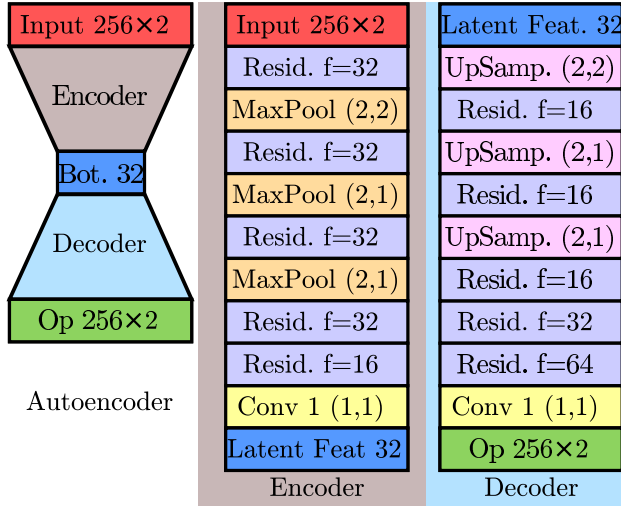 Input 256×2
Encoder
Bot. 32
Decoder
Op 256×2
Autoencoder
Input 256×2
Resid. f=32
MaxPool (2,2)
Resid. f=32
MaxPool (2,1)
Resid. f=32
MaxPool (2,1)
Resid. f=32
Resid. f=16
Conv 1 (1,1)
Latent Feat 32
Encoder
Latent Feat. 32
UpSamp. (2,2)
Resid. f=16
UpSamp. (2,1)
Resid. f=16
UpSamp. (2,1)
Resid. f=16
Resid. f=32
Resid. f=64
Conv 1 (1,1)
Op 256×2
Decoder